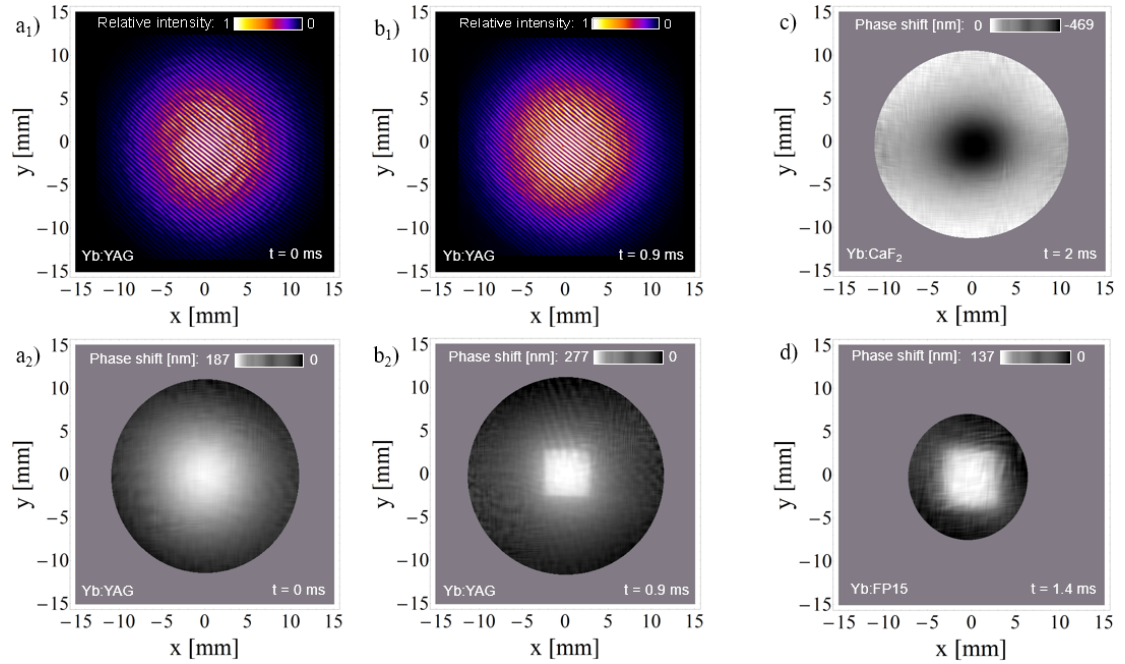 a₁)
Relative intensity: 1 0
15
10
5
0
−5
−10
−15
y [mm]
Yb:YAG t = 0 ms
−15 −10 −5 0 5 10 15
x [mm]
b₁)
Relative intensity: 1 0
15
10
5
0
−5
−10
−15
y [mm]
Yb:YAG t = 0.9 ms
−15 −10 −5 0 5 10 15
x [mm]
c)
Phase shift [nm] 0 -469
15
10
5
0
−5
−10
−15
y [mm]
Yb:CaF₂ t = 2 ms
−15 −10 −5 0 5 10 15
x [mm]
a₂)
Phase shift [nm]: 187 0
15
10
5
0
−5
−10
−15
y [mm]
Yb:YAG t = 0 ms
−15 −10 −5 0 5 10 15
x [mm]
b₂)
Phase shift [nm]: 277 0
15
10
5
0
−5
−10
−15
y [mm]
Yb:YAG t = 0.9 ms
−15 −10 −5 0 5 10 15
x [mm]
d)
Phase shift [nm]: 137 0
15
10
5
0
−5
−10
−15
y [mm]
Yb:FP15 t = 1.4 ms
−15 −10 −5 0 5 10 15
x [mm]